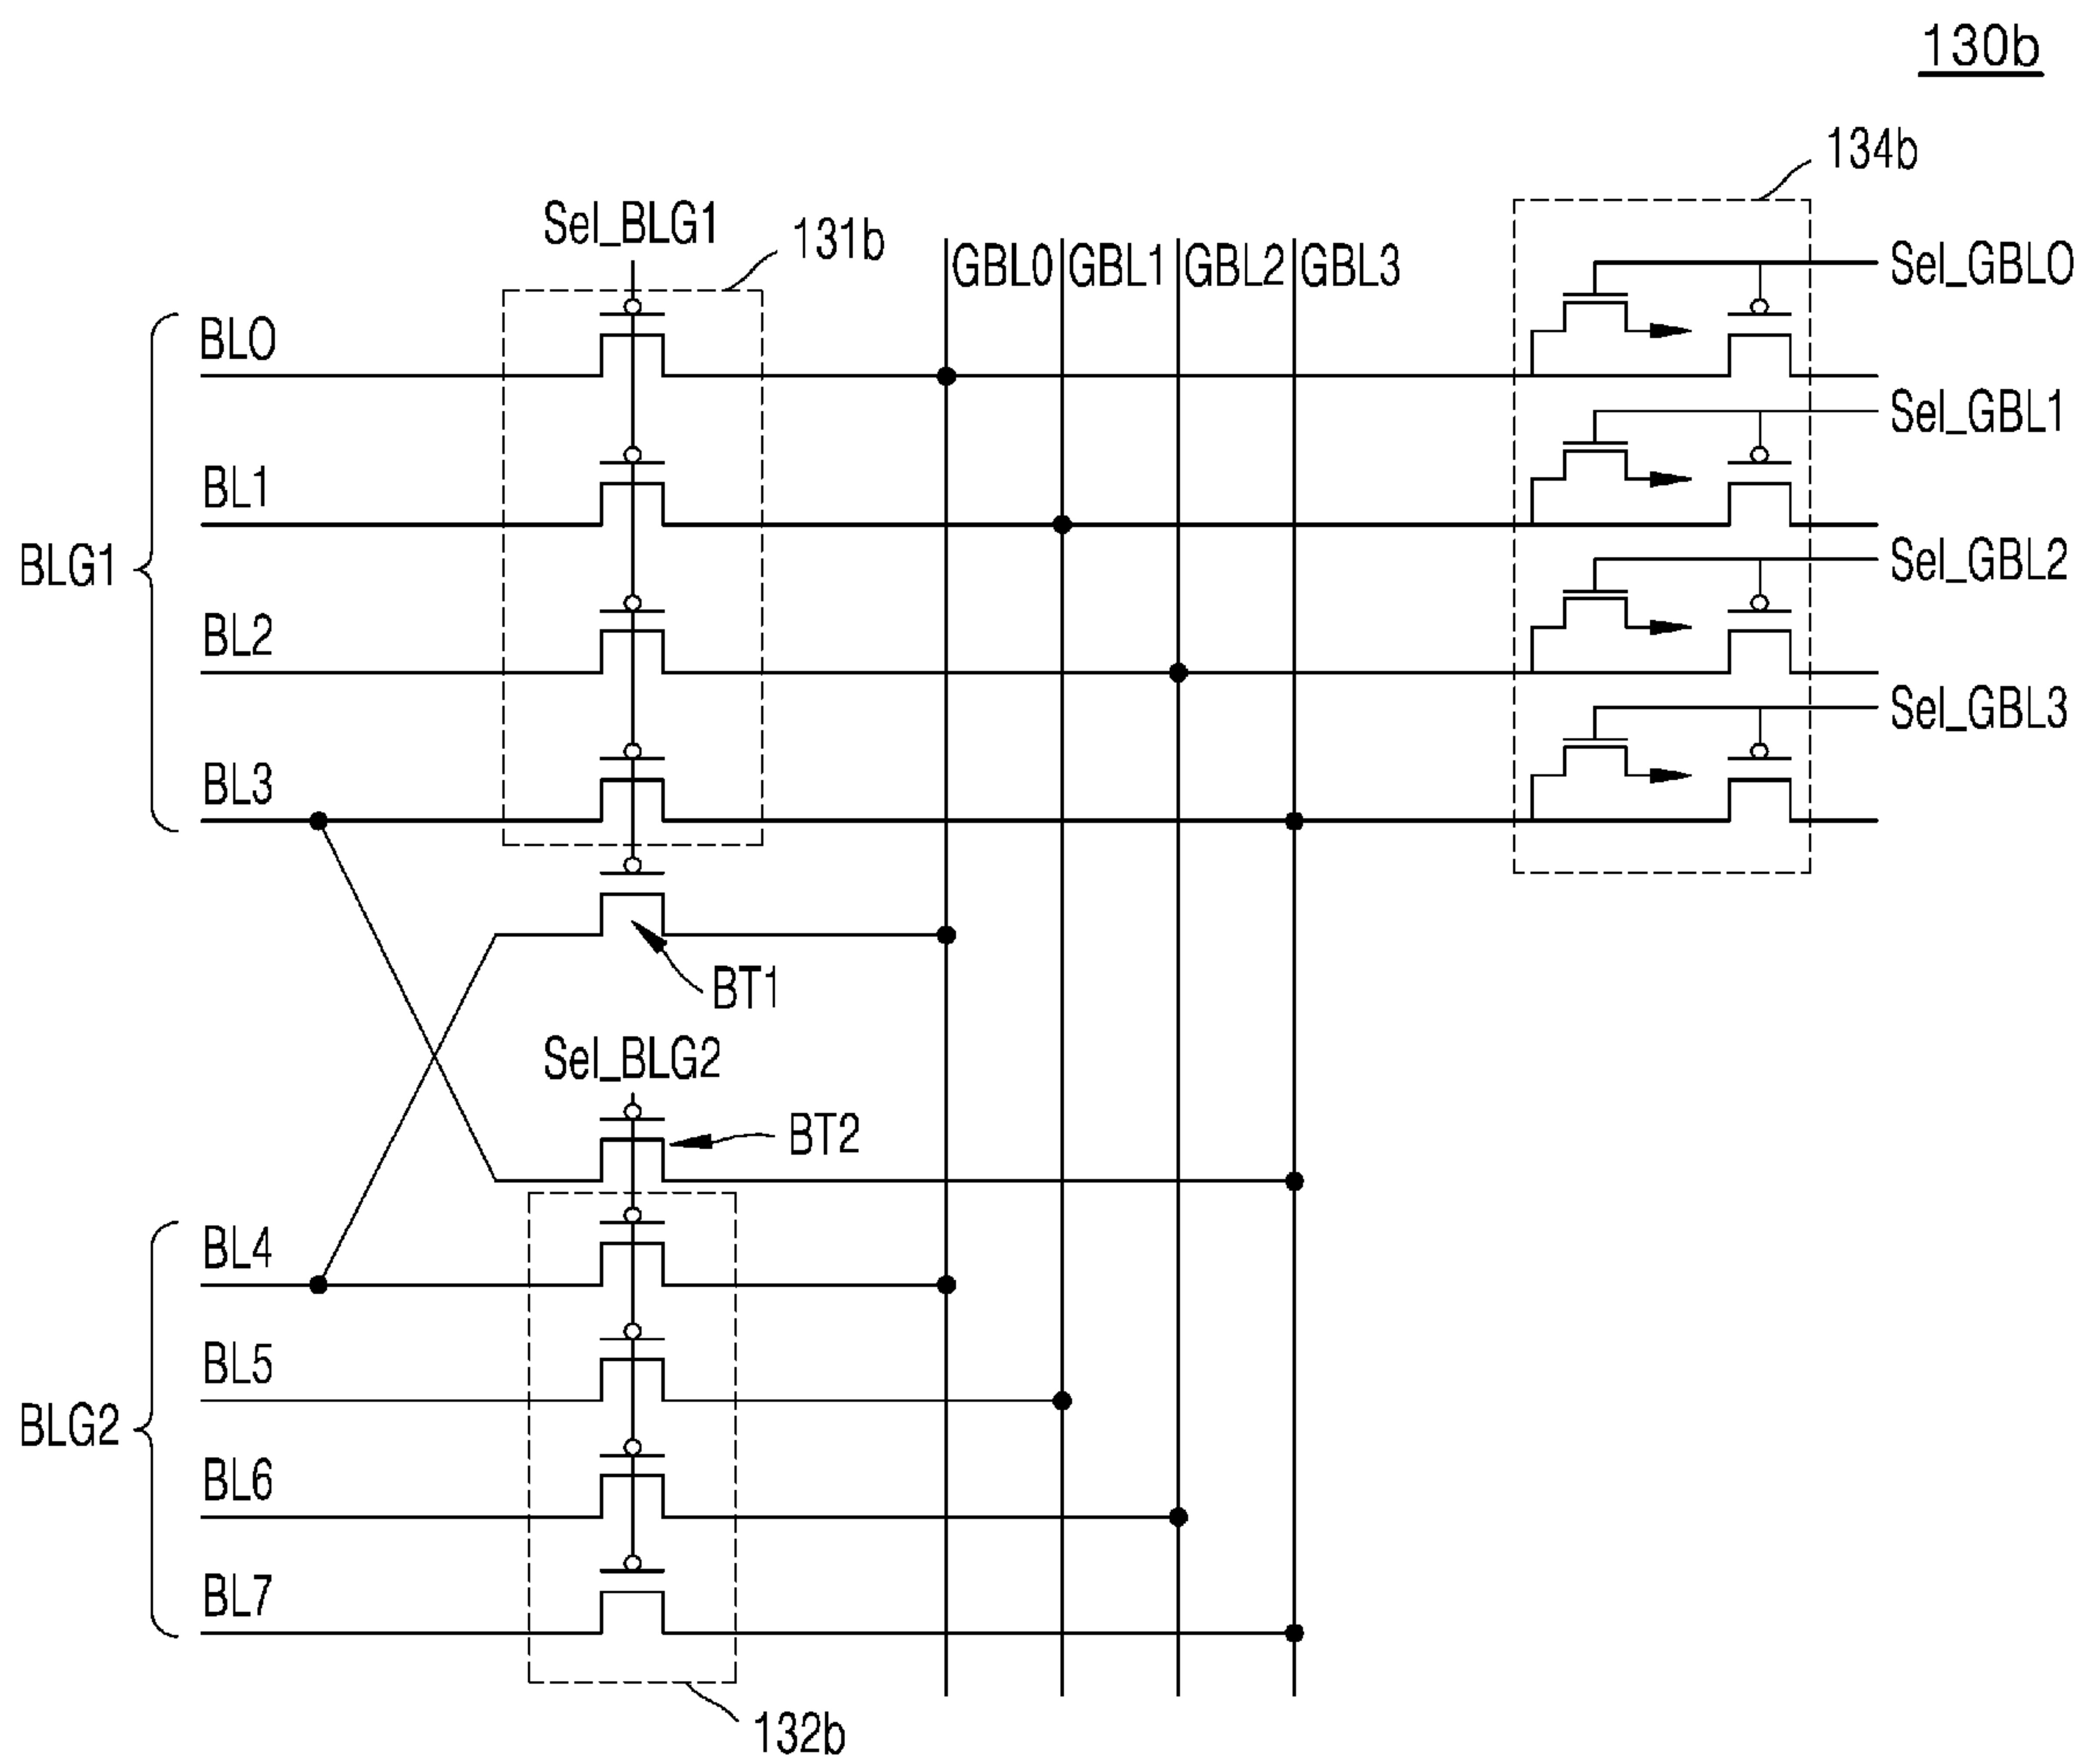 130b
134b
Sel_BLG1
131b
GBL0 GBL1 GBL2 GBL3
Sel_GBL0
BL0
Sel_GBL1
BL1
BLG1
Sel_GBL2
BL2
Sel_GBL3
BL3
BT1
Sel_BLG2
BT2
BL4
BL5
BLG2
BL6
BL7
132b